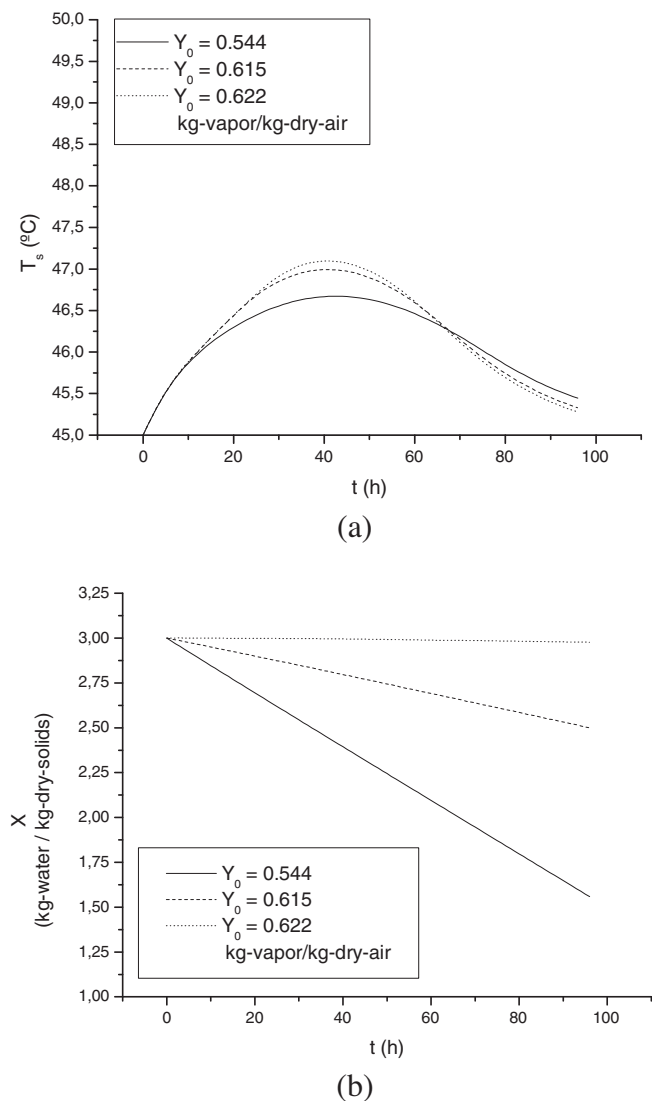 50,0
49,5
49,0
48,5
48,0
47,5
47,0
46,5
46,0
45,5
45,0
T_s (ºC)
Y_0 = 0.544
Y_0 = 0.615
Y_0 = 0.622
kg-vapor/kg-dry-air
0 20 40 60 80 100
t (h)
(a)
3,25
3,00
2,75
2,50
2,25
2,00
1,75
1,50
1,25
1,00
X
(kg-water / kg-dry-solids)
Y_0 = 0.544
Y_0 = 0.615
Y_0 = 0.622
kg-vapor/kg-dry-air
0 20 40 60 80 100
t (h)
(b)